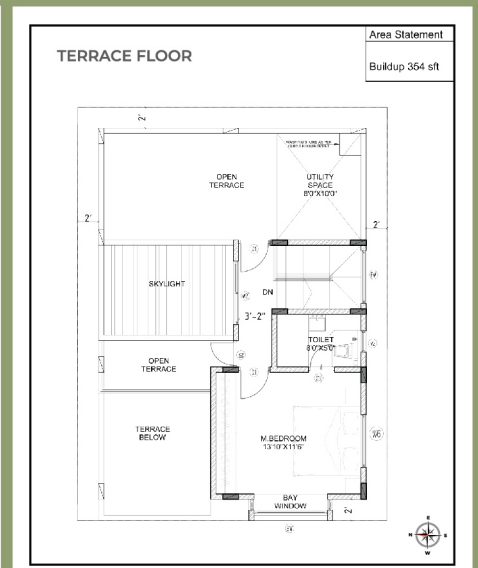 TERRACE FLOOR
Area Statement
Buildup 354 sft
2'
OPEN
TERRACE
UTILITY
SPACE
8'0"X10'0"
2'
2'
SKYLIGHT
DN
3'-2"
TOILET
8'0"X5'0"
OPEN
TERRACE
TERRACE
BELOW
M.BEDROOM
13'10"X11'6"
BAY
WINDOW
2'
E
N
S
W